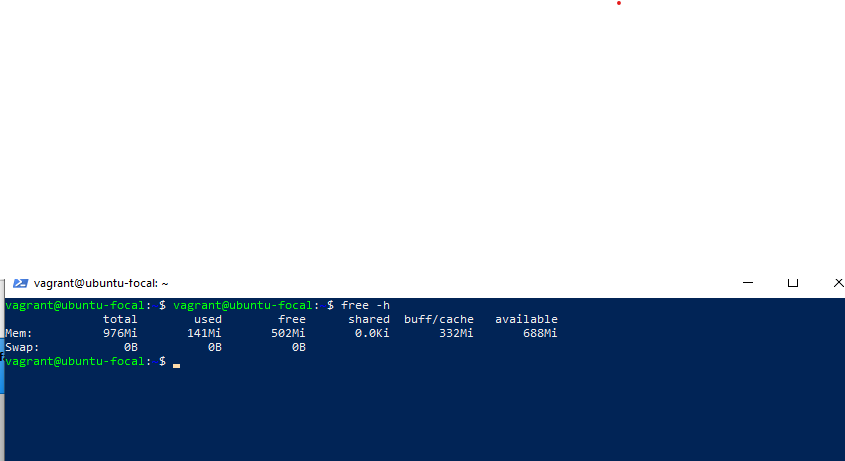 vagrant@ubuntu-focal: ~
vagrant@ubuntu-focal: $ vagrant@ubuntu-focal: $ free -h
total used free shared buff/cache available
Mem: 976Mi 141Mi 502Mi 0.0Ki 332Mi 688Mi
Swap: 0B 0B 0B
vagrant@ubuntu-focal: $